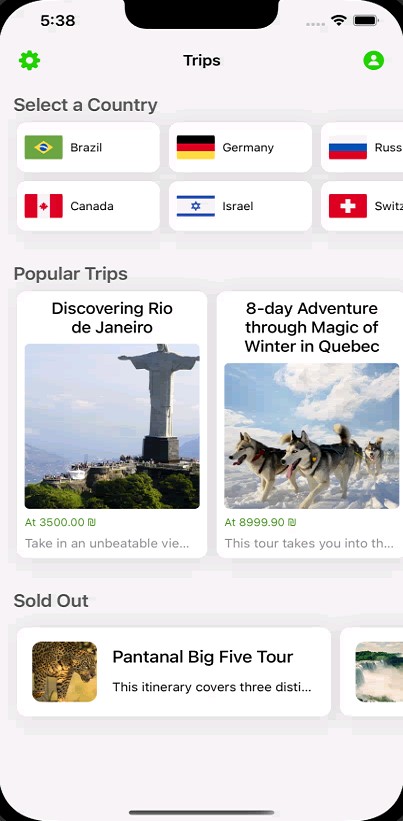 5:38
Trips
Select a Country
Brazil
Germany
Russ
Canada
Israel
Switz
Popular Trips
Discovering Rio
de Janeiro
8-day Adventure
through Magic of
Winter in Quebec
At 3500.00 ₪
At 8999.90 ₪
Take in an unbeatable vie...
This tour takes you into th...
Sold Out
Pantanal Big Five Tour
This itinerary covers three disti...